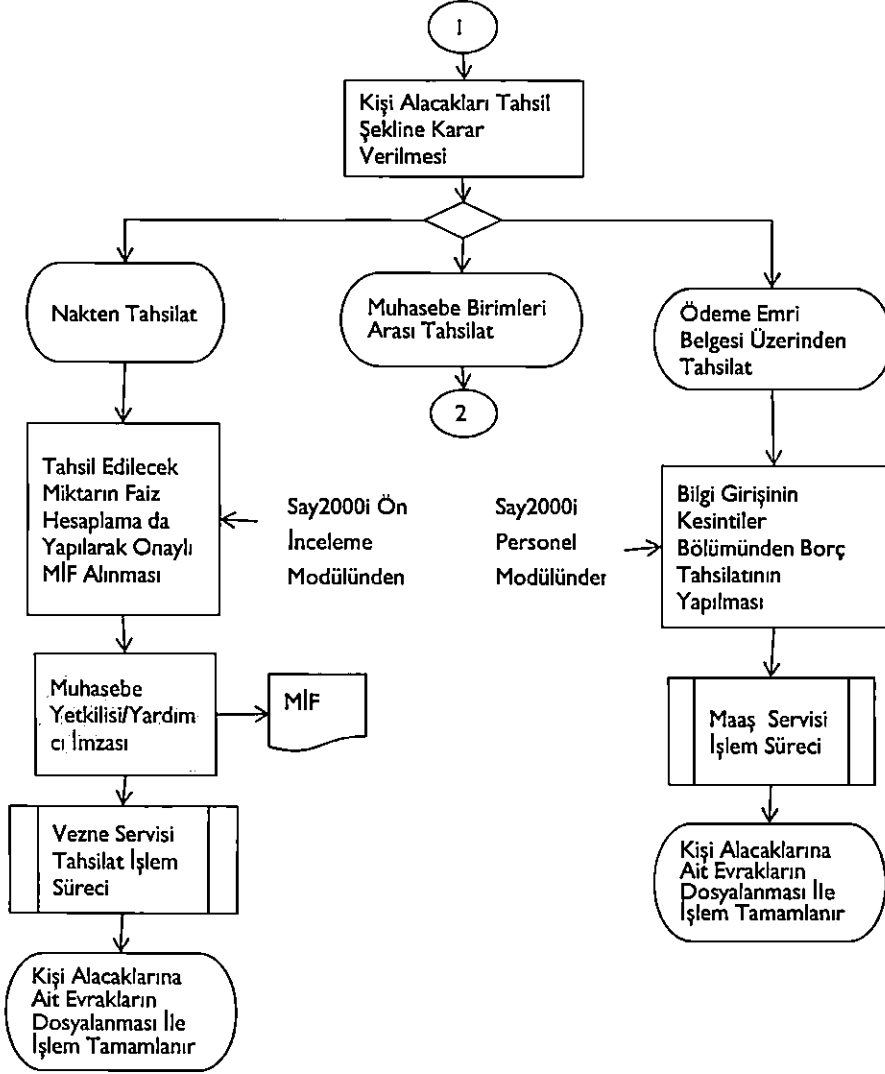 1
Kişi Alacakları Tahsil
Şekline Karar
Verilmesi
Nakten Tahsilat
Muhasebe Birimleri
Arası Tahsilat
Ödeme Emri
Belgesi Üzerinden
Tahsilat
2
Tahsil Edilecek
Miktarın Faiz
Hesaplama da
Yapılarak Onaylı
MİF Alınması
Say2000i Ön
İnceleme
Modülünden
Say2000i
Personel
Modülünden
Bilgi Girişinin
Kesintiler
Bölümünden Borç
Tahsilatının
Yapılması
Muhasebe
Yetkilisi/Yardım
cı İmzası
MİF
Maaş Servisi
İşlem Süreci
Vezne Servisi
Tahsilat İşlem
Süreci
Kişi Alacaklarına
Ait Evrakların
Dosyalanması İle
İşlem Tamamlanır
Kişi Alacaklarına
Ait Evrakların
Dosyalanması İle
İşlem Tamamlanır